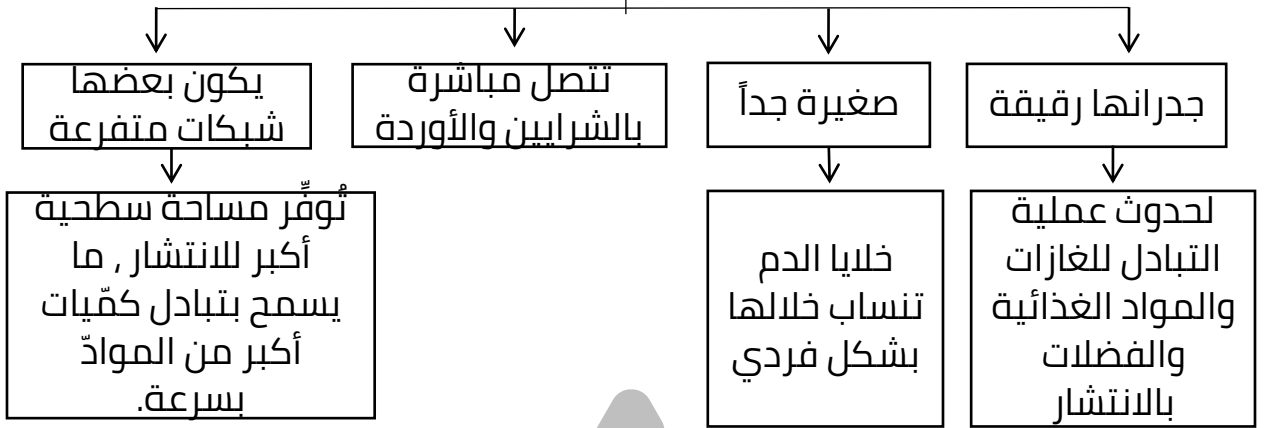 جدرانها رقيقة
صغيرة جداً
تتصل مباشرة
بالشرايين والأوردة
يكون بعضها
شبكات متفرعة
لحدوث عملية
التبادل للغازات
والمواد الغذائية
والفضلات
بالانتشار
خلايا الدم
تنساب خلالها
بشكل فردي
تُوفِّر مساحة سطحية
أكبر للانتشار , ما
يسمح بتبادل كمّيات
أكبر من الموادّ
بسرعة.